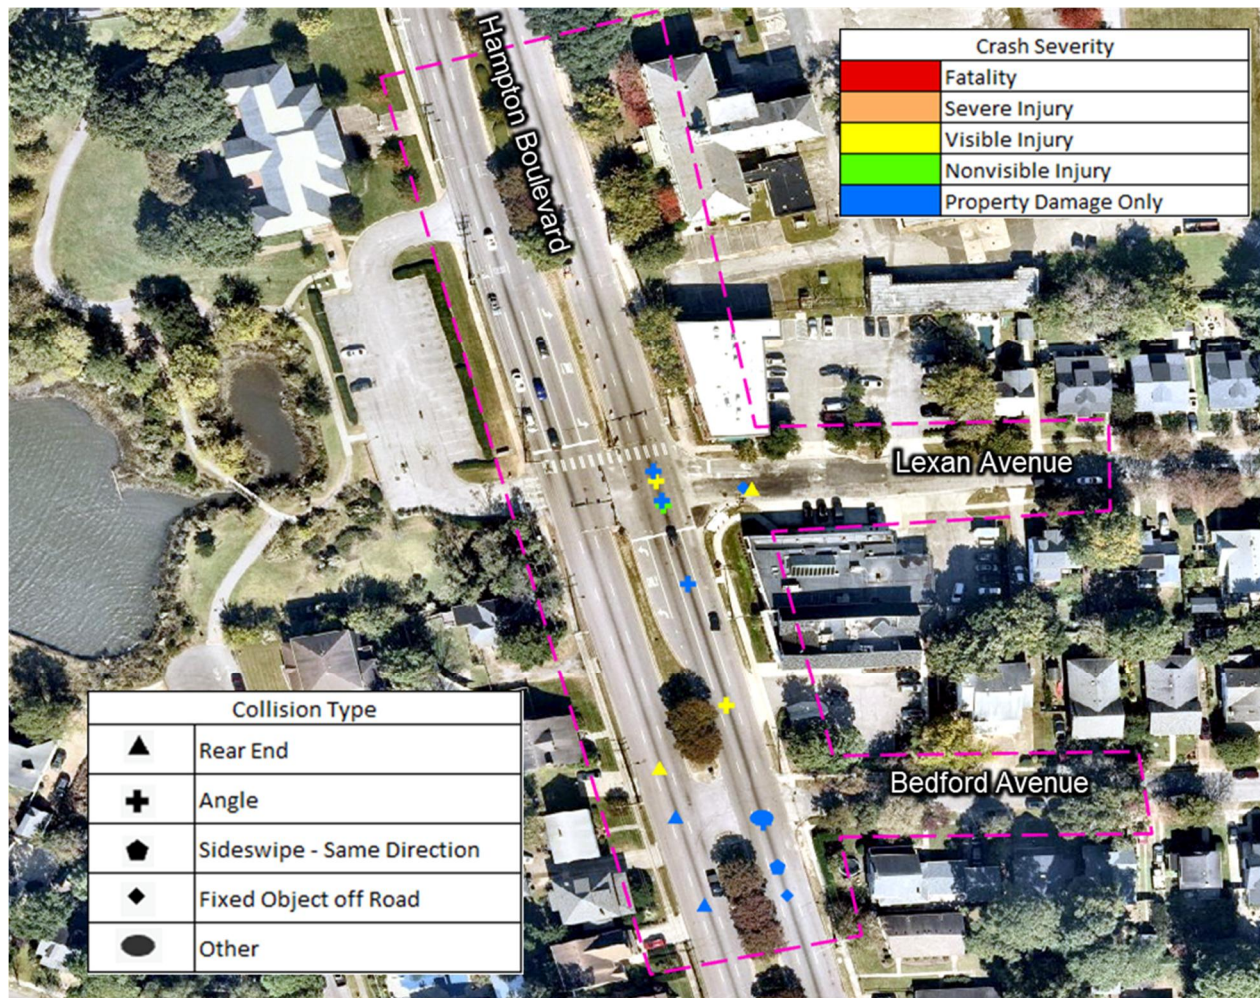 Hampton Boulevard
Crash Severity
Fatality
Severe Injury
Visible Injury
Nonvisible Injury
Property Damage Only
Lexan Avenue
Bedford Avenue
Collision Type
Rear End
Angle
Sideswipe - Same Direction
Fixed Object off Road
Other